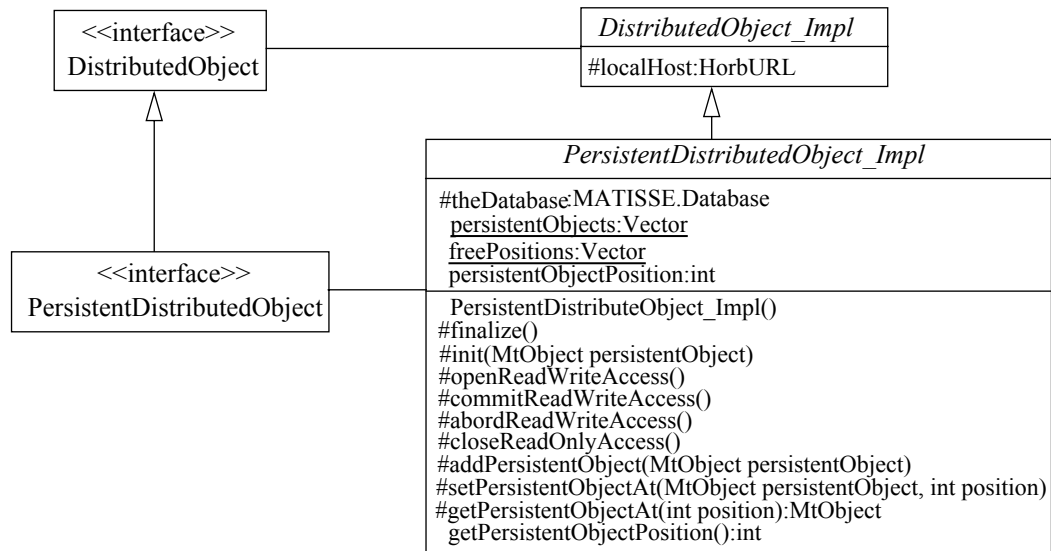 <<interface>>
DistributedObject
DistributedObject_Impl
#localHost:HorbURL
PersistentDistributedObject_Impl
#theDatabase:MATISSE.Database
persistentObjects:Vector
freePositions:Vector
persistentObjectPosition:int
<<interface>>
PersistentDistributedObject
PersistentDistributeObject_Impl()
#finalize()
#init(MtObject persistentObject)
#openReadWriteAccess()
#commitReadWriteAccess()
#abordReadWriteAccess()
#closeReadOnlyAccess()
#addPersistentObject(MtObject persistentObject)
#setPersistentObjectAt(MtObject persistentObject, int position)
#getPersistentObjectAt(int position):MtObject
getPersistentObjectPosition():int